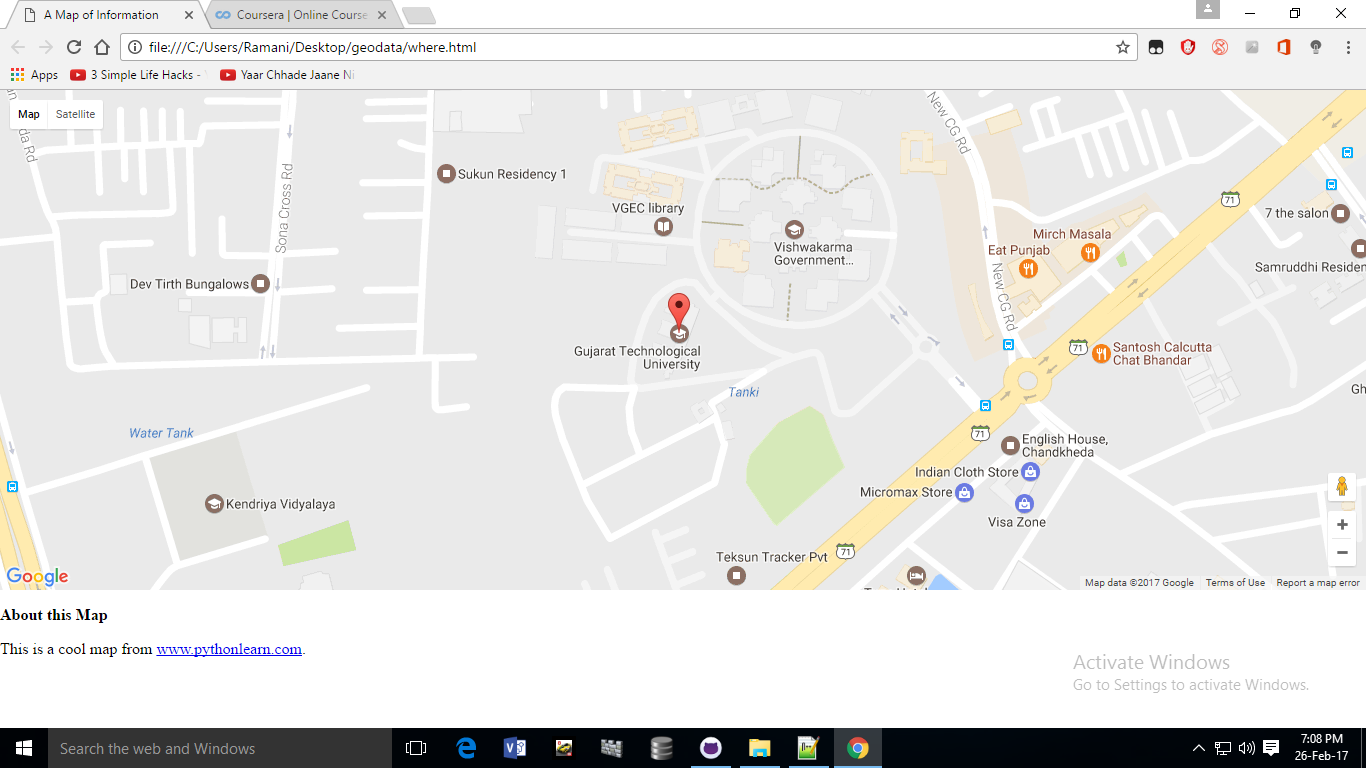 A Map of Information
Coursera | Online Course
file:///C:/Users/Ramani/Desktop/geodata/where.html
Apps
3 Simple Life Hacks -
Yaar Chhade Jaane Ni
Map
Satellite
da Rd
Sona Cross Rd
Sukun Residency 1
VGEC library
Vishwakarma
Government...
New CG Rd
New CG Rd
71
7 the salon
Mirch Masala
Eat Punjab
Samruddhi Residen
Dev Tirth Bungalows
Gujarat Technological
University
71
Santosh Calcutta
Chat Bhandar
Tanki
Gh
Water Tank
71
English House,
Chandkheda
Indian Cloth Store
Micromax Store
Visa Zone
Kendriya Vidyalaya
Teksun Tracker Pvt
71
Google
Map data ©2017 Google
Terms of Use
Report a map error
About this Map
This is a cool map from www.pythonlearn.com.
Activate Windows
Go to Settings to activate Windows.
Search the web and Windows
7:08 PM
26-Feb-17